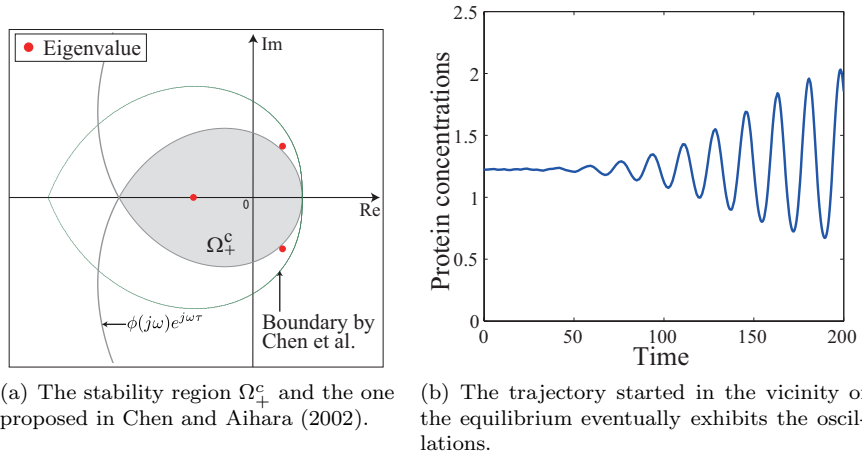 Eigenvalue
Im
Re
0
Ω₊ᶜ
ϕ(jω)e^{jωτ}
Boundary by
Chen et al.
(a) The stability region Ω₊ᶜ and the one
proposed in Chen and Aihara (2002).
Protein concentrations
2.5
2
1.5
1
0.5
0
0 50 100 150 200
Time
(b) The trajectory started in the vicinity of
the equilibrium eventually exhibits the oscil-
lations.